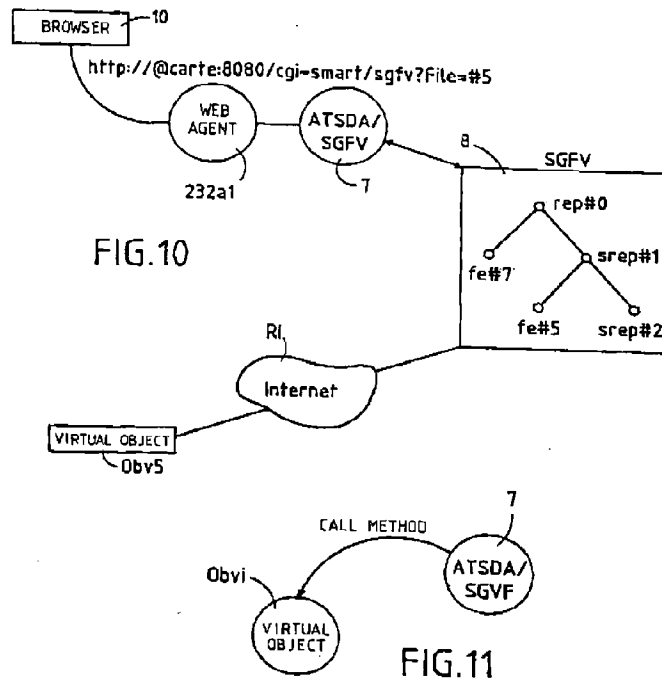 BROWSER
10
http://@carte:8080/cgi-smart/sgfv?File=#5
WEB
AGENT
232a1
ATSDA/
SGFV
7
8
SGFV
rep#0
fe#7
srep#1
fe#5
srep#2
FIG.10
RI
Internet
VIRTUAL OBJECT
Obv5
CALL METHOD
7
ATSDA/
SGVF
Obvi
VIRTUAL
OBJECT
FIG.11